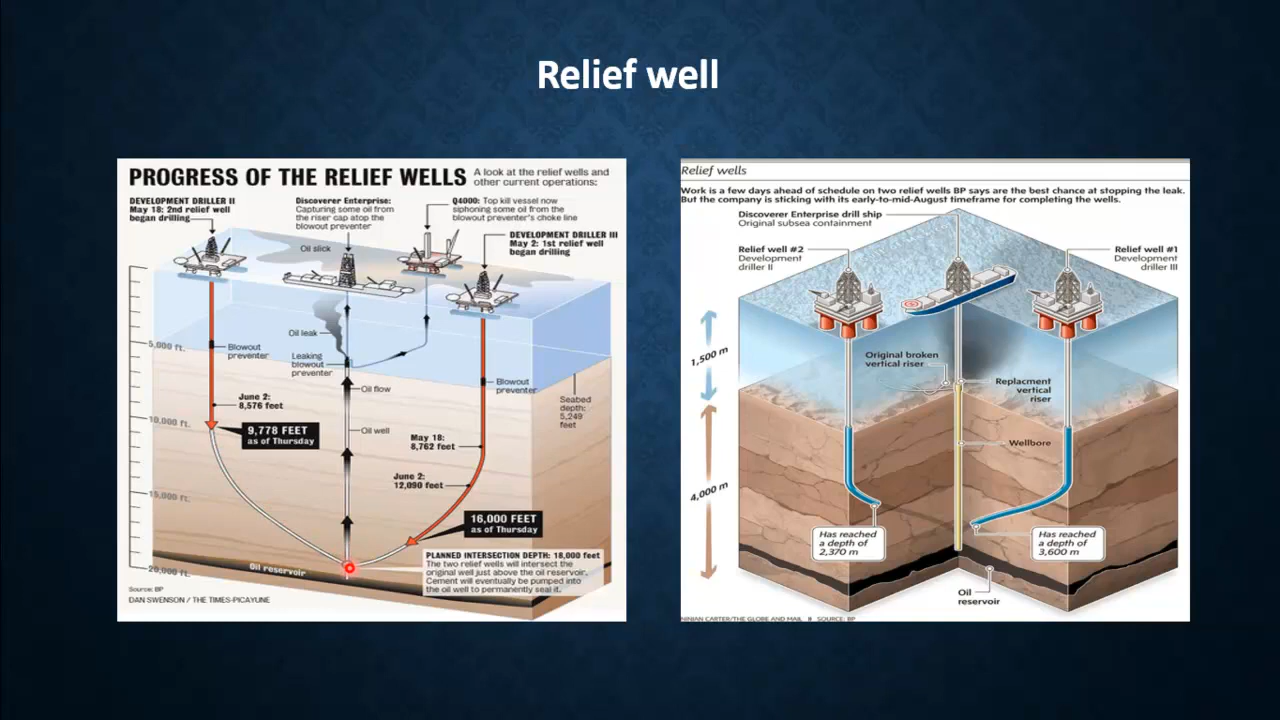 Relief well
PROGRESS OF THE RELIEF WELLS
A look at the relief wells and
other current operations:
DEVELOPMENT DRILLER II
May 18: 2nd relief well
began drilling
Discoverer Enterprise:
Capturing some oil from
the riser cap atop the
blowout preventer
Q4000: Top kill vessel now
siphoning some oil from the
blowout preventer's choke line
DEVELOPMENT DRILLER III
May 2: 1st relief well
began drilling
Oil slick
Oil leak
5,000 ft.
Blowout
preventer
Leaking
blowout
preventer
Blowout
preventer
Oil flow
Seabed
depth:
5,249
feet
June 2:
8,576 feet
10,000 ft.
9,778 FEET
as of Thursday
Oil well
May 18:
8,762 feet
June 2:
12,090 feet
15,000 ft.
16,000 FEET
as of Thursday
PLANNED INTERSECTION DEPTH: 18,000 feet
The two relief wells will intersect the
original well just above the oil reservoir.
Cement will eventually be pumped into
the oil well to permanently seal it.
20,000 ft.
Oil reservoir
Source: BP
DAN SWENSON / THE TIMES-PICAYUNE
Relief wells
Work is a few days ahead of schedule on two relief wells BP says are the best chance at stopping the leak.
But the company is sticking with its early-to-mid-August timeframe for completing the wells.
Discoverer Enterprise drill ship
Original subsea containment
Relief well #2
Development
driller II
Relief well #1
Development
driller III
1,500 m
Original broken
vertical riser
Replacment
vertical
riser
Wellbore
4,000 m
Has reached
a depth of
2,370 m
Has reached
a depth of
3,600 m
Oil
reservoir
NINIAN CARTER/THE GLOBE AND MAIL II SOURCE: BP